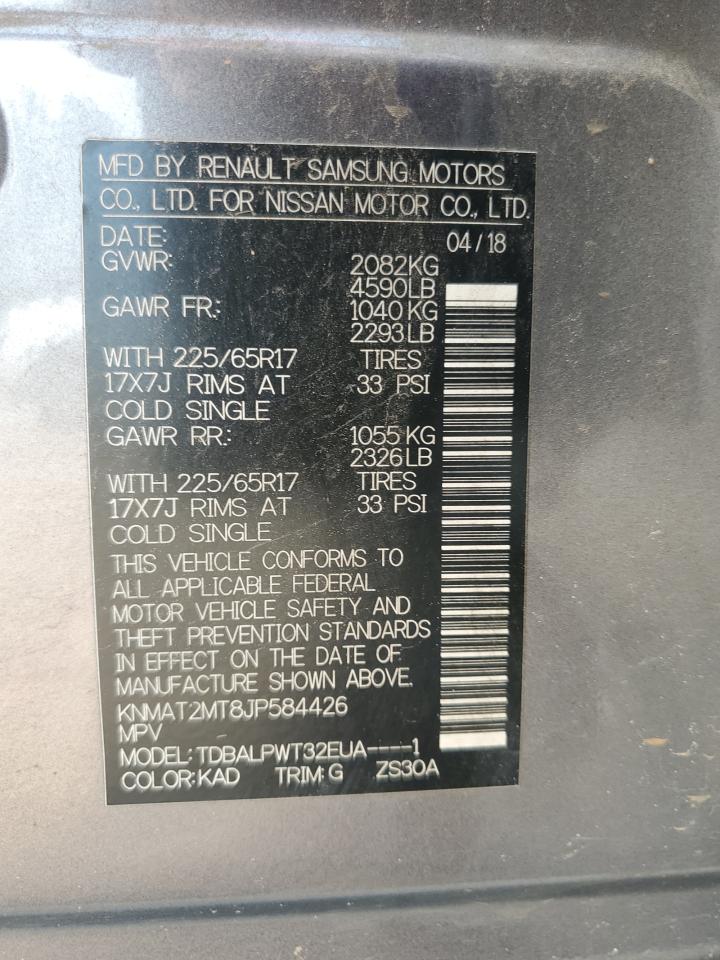 MFD BY RENAULT SAMSUNG MOTORS
CO., LTD. FOR NISSAN MOTOR CO., LTD.
DATE: 04/18
GVWR: 2082KG
4590LB
GAWR FR: 1040KG
2293LB
WITH 225/65R17 TIRES
17X7J RIMS AT 33 PSI
COLD SINGLE
GAWR RR: 1055KG
2326LB
WITH 225/65R17 TIRES
17X7J RIMS AT 33 PSI
COLD SINGLE
THIS VEHICLE CONFORMS TO
ALL APPLICABLE FEDERAL
MOTOR VEHICLE SAFETY AND
THEFT PREVENTION STANDARDS
IN EFFECT ON THE DATE OF
MANUFACTURE SHOWN ABOVE.
KNMAT2MT8JP584426
MPV
MODEL:TDBALPWT32EUA----1
COLOR:KAD TRIM:G ZS30A